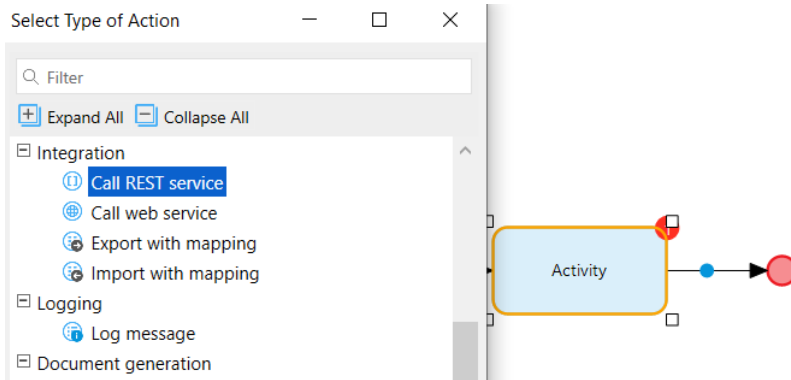 Select Type of Action
Filter
Expand All Collapse All
Integration
Call REST service
Call web service
Export with mapping
Import with mapping
Logging
Log message
Document generation
Activity